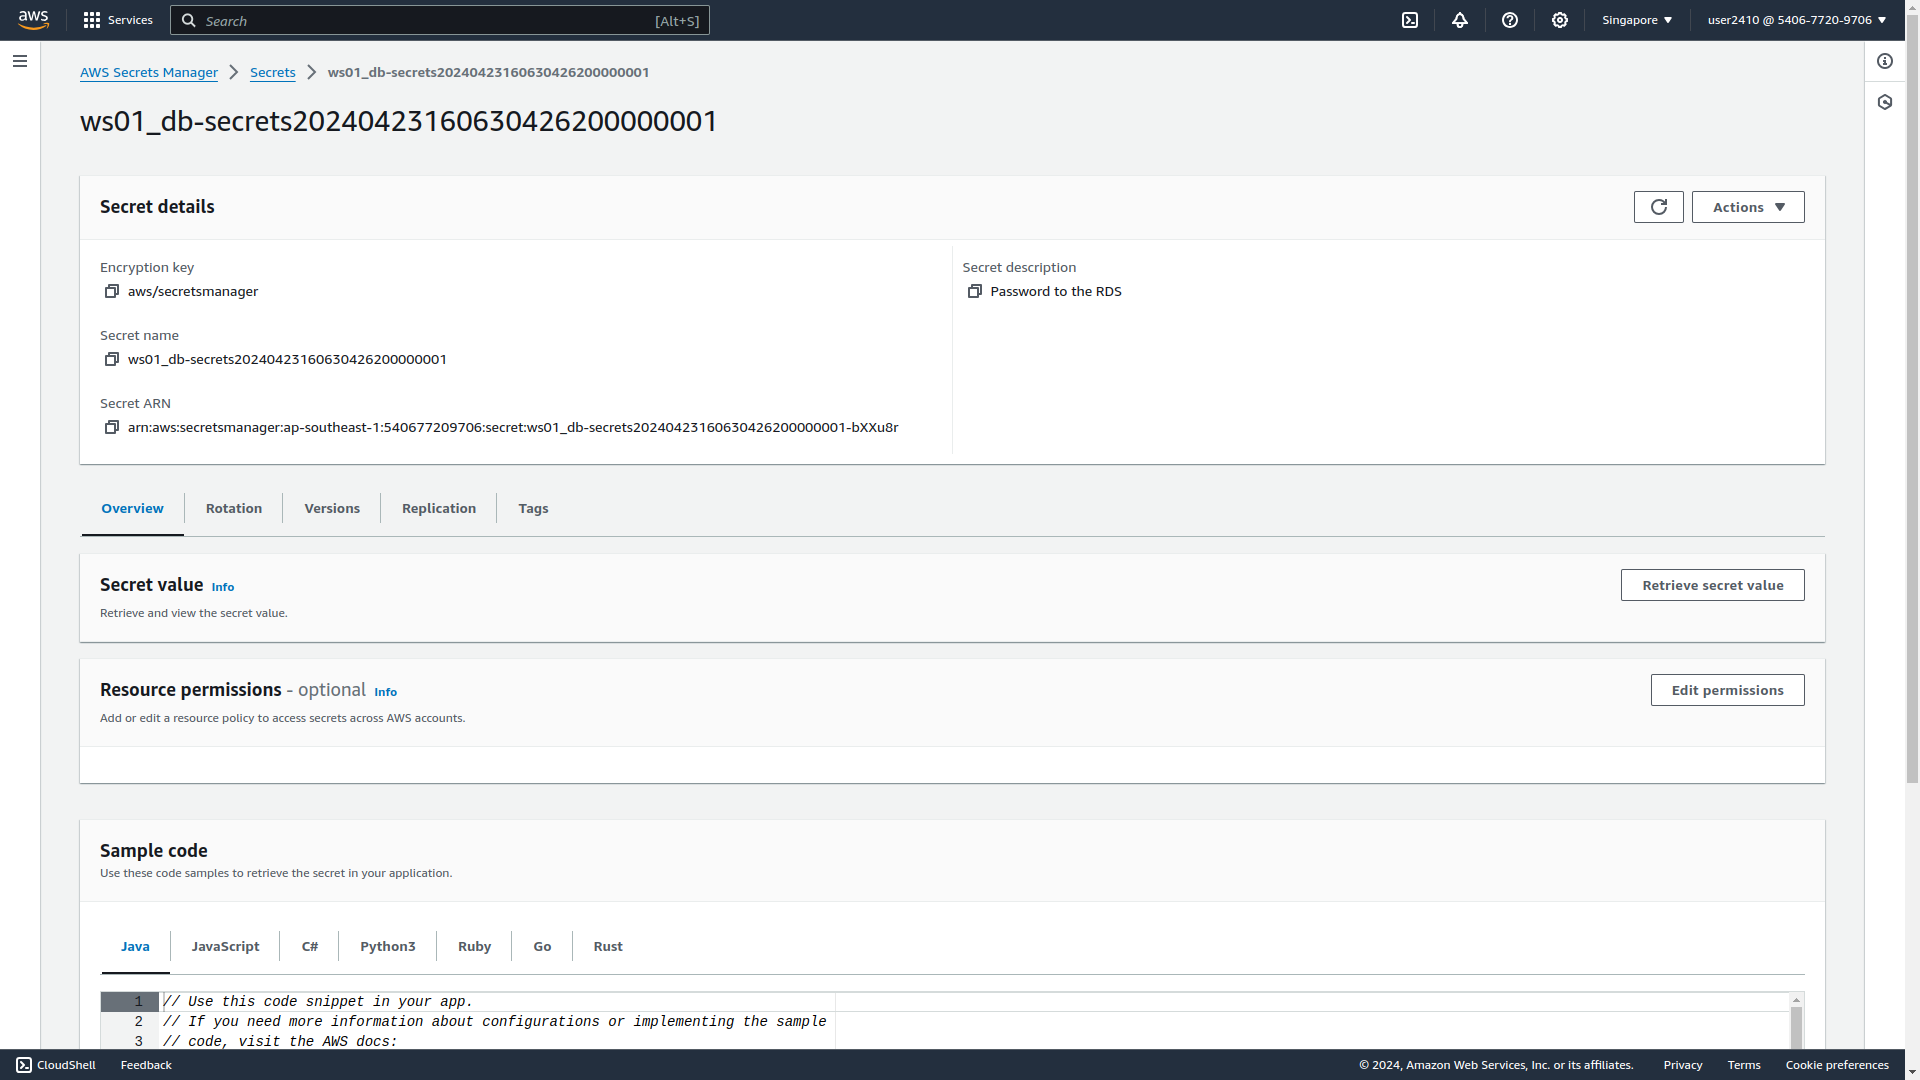 aws
Services
Search
[Alt+S]
Singapore
user2410 @ 5406-7720-9706
AWS Secrets Manager
Secrets
ws01_db-secrets20240423160630426200000001
ws01_db-secrets20240423160630426200000001
Secret details
Actions
Encryption key
aws/secretsmanager
Secret description
Password to the RDS
Secret name
ws01_db-secrets20240423160630426200000001
Secret ARN
arn:aws:secretsmanager:ap-southeast-1:540677209706:secret:ws01_db-secrets20240423160630426200000001-bXXu8r
Overview
Rotation
Versions
Replication
Tags
Secret value Info
Retrieve and view the secret value.
Retrieve secret value
Resource permissions - optional Info
Add or edit a resource policy to access secrets across AWS accounts.
Edit permissions
Sample code
Use these code samples to retrieve the secret in your application.
Java
JavaScript
C#
Python3
Ruby
Go
Rust
1 // Use this code snippet in your app.
2 // If you need more information about configurations or implementing the sample
3 // code, visit the AWS docs:
CloudShell
Feedback
© 2024, Amazon Web Services, Inc. or its affiliates.
Privacy
Terms
Cookie preferences